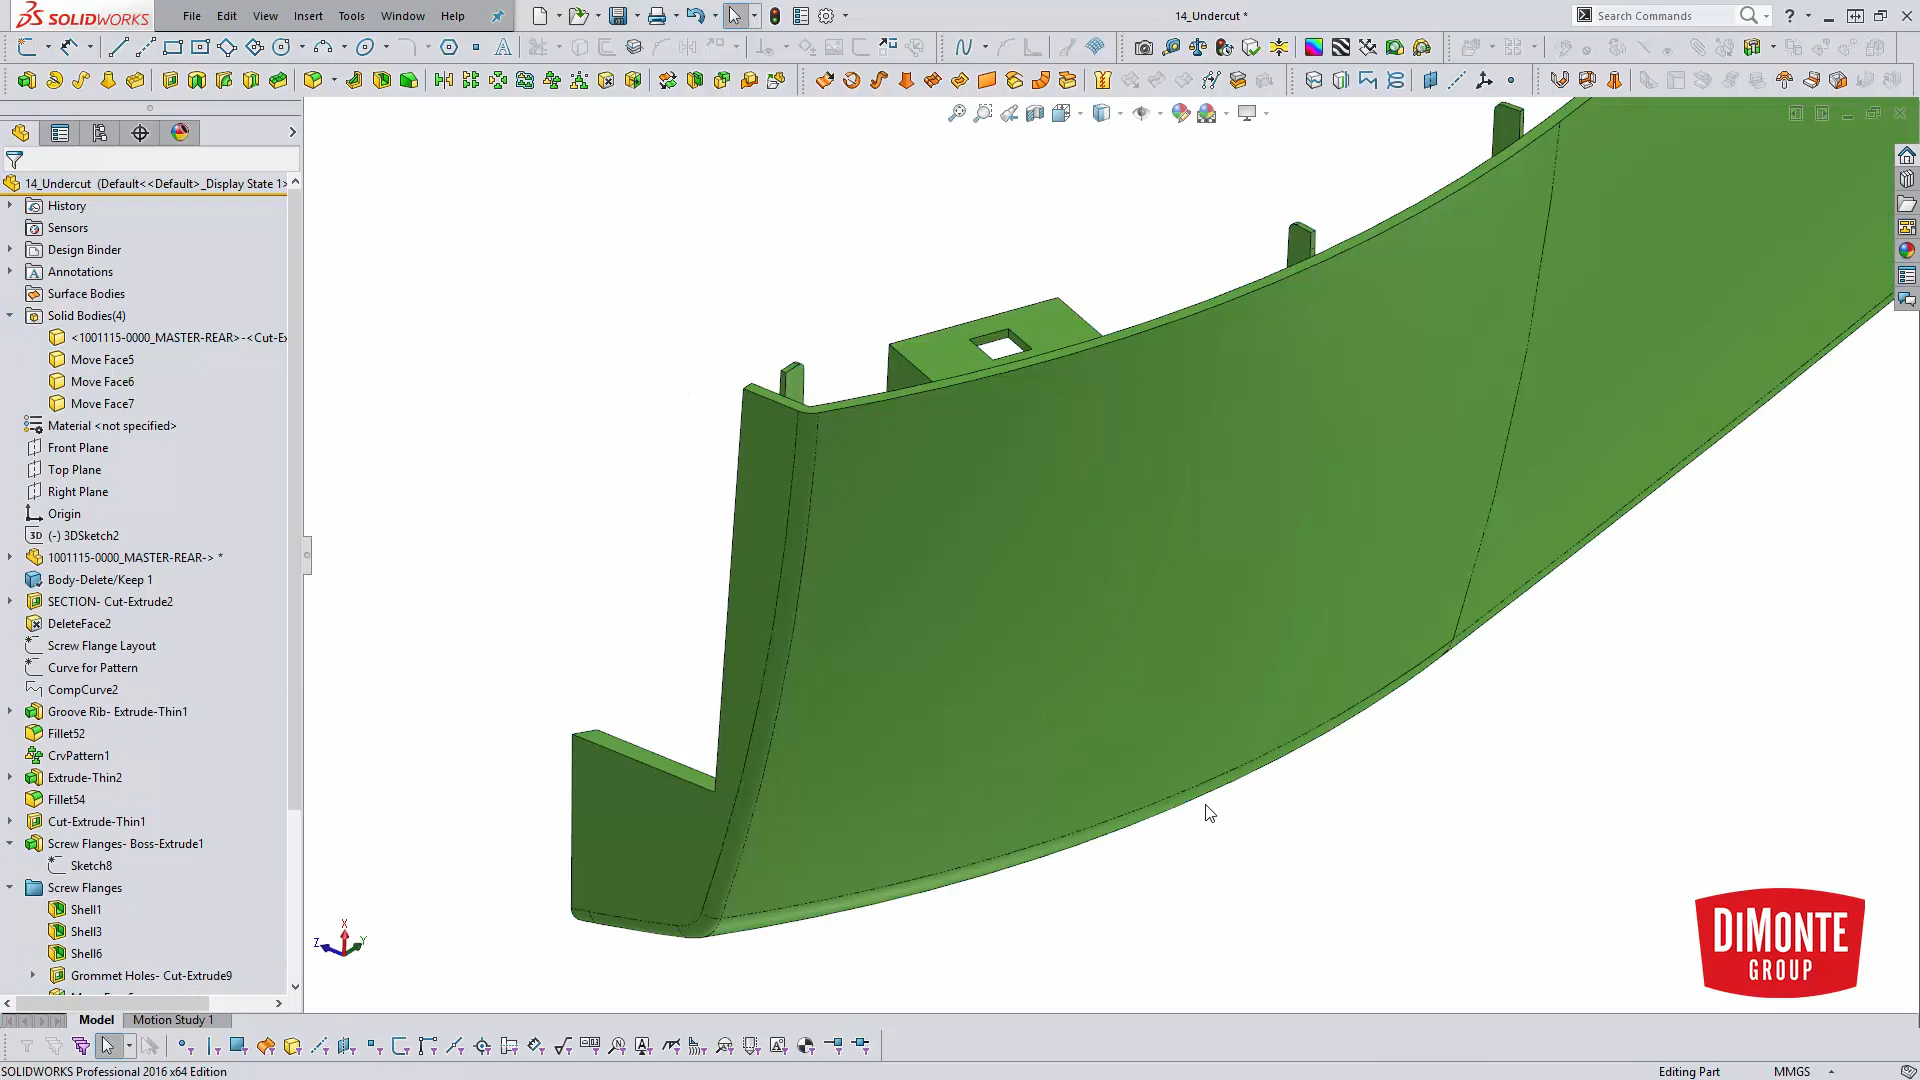 SOLIDWORKS
File Edit View Insert Tools Window Help
14_Undercut *
Search Commands
?
14_Undercut (Default<<Default>_Display State 1>
History
Sensors
Design Binder
Annotations
Surface Bodies
Solid Bodies(4)
<1001115-0000_MASTER-REAR>-<Cut-E
Move Face5
Move Face6
Move Face7
Material <not specified>
Front Plane
Top Plane
Right Plane
Origin
3D (-) 3DSketch2
1001115-0000_MASTER-REAR-> *
Body-Delete/Keep 1
SECTION- Cut-Extrude2
DeleteFace2
Screw Flange Layout
Curve for Pattern
CompCurve2
Groove Rib- Extrude-Thin1
Fillet52
CrvPattern1
Extrude-Thin2
Fillet54
Cut-Extrude-Thin1
Screw Flanges- Boss-Extrude1
Sketch8
Screw Flanges
Shell1
Shell3
Shell6
Grommet Holes- Cut-Extrude9
X
Z
Y
DIMONTE
GROUP
Model Motion Study 1
SOLIDWORKS Professional 2016 x64 Edition
Editing Part
MMGS